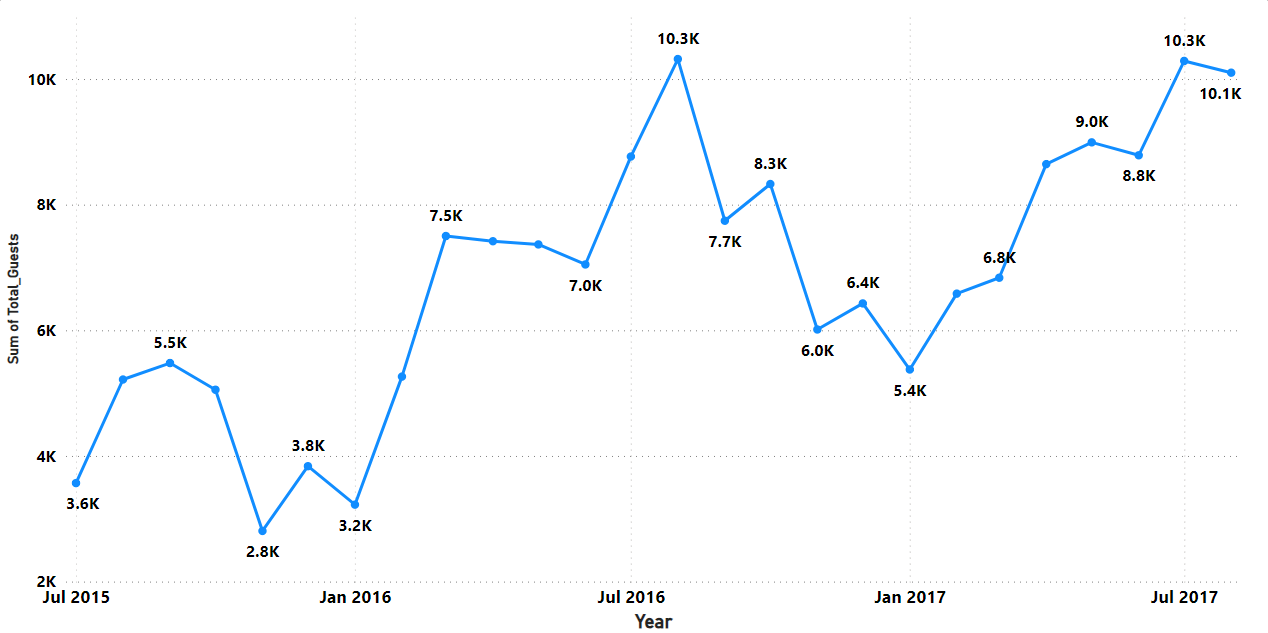 10.3K
10.3K
10K
10.1K
9.0K
8.3K
8.8K
8K
7.5K
7.7K
7.0K
6.8K
6.4K
6K
6.0K
5.5K
5.4K
Sum of Total_Guests
4K
3.8K
3.6K
3.2K
2.8K
2K
Jul 2015 Jan 2016 Jul 2016 Jan 2017 Jul 2017
Year